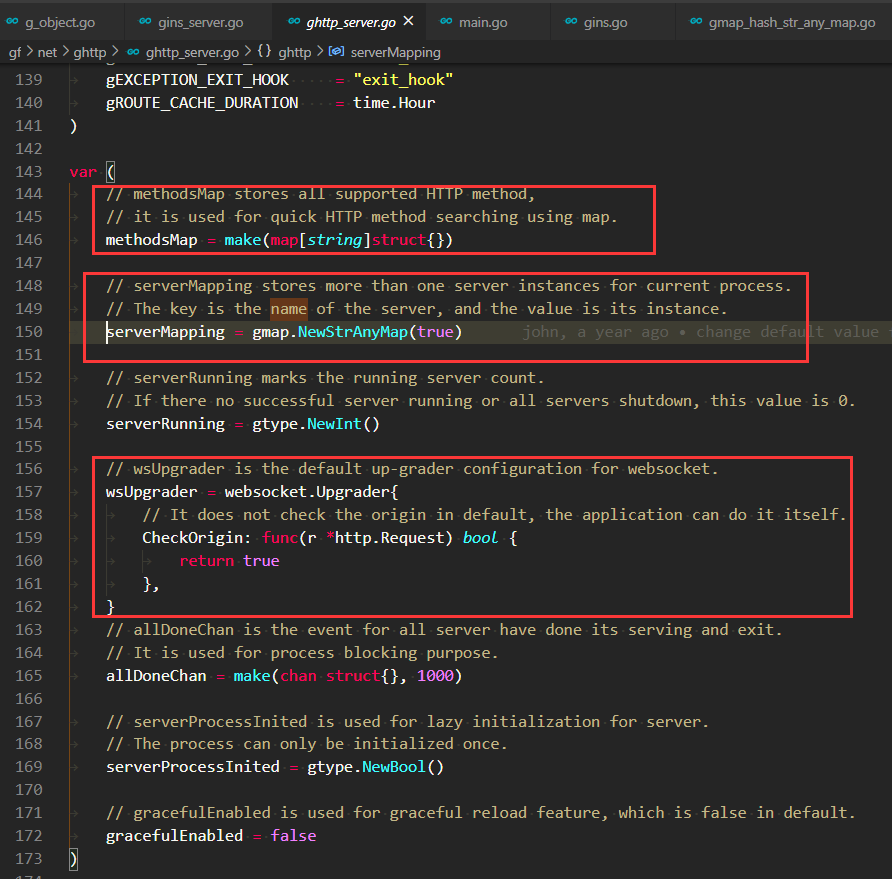 g_object.go gins_server.go ghttp_server.go main.go gins.go gmap_hash_str_any_map.go
gf > net > ghttp > ghttp_server.go > {} ghttp > serverMapping
139 gEXCEPTION_EXIT_HOOK = "exit_hook"
140 gROUTE_CACHE_DURATION = time.Hour
141 )
142
143 var (
144 // methodsMap stores all supported HTTP method,
145 // it is used for quick HTTP method searching using map.
146 methodsMap = make(map[string]struct{})
147
148 // serverMapping stores more than one server instances for current process.
149 // The key is the name of the server, and the value is its instance.
150 serverMapping = gmap.NewStrAnyMap(true) john, a year ago • change default value
151
152 // serverRunning marks the running server count.
153 // If there no successful server running or all servers shutdown, this value is 0.
154 serverRunning = gtype.NewInt()
155
156 // wsUpgrader is the default up-grader configuration for websocket.
157 wsUpgrader = websocket.Upgrader{
158 // It does not check the origin in default, the application can do it itself.
159 CheckOrigin: func(r *http.Request) bool {
160 return true
161 },
162 }
163 // allDoneChan is the event for all server have done its serving and exit.
164 // It is used for process blocking purpose.
165 allDoneChan = make(chan struct{}, 1000)
166
167 // serverProcessInited is used for lazy initialization for server.
168 // The process can only be initialized once.
169 serverProcessInited = gtype.NewBool()
170
171 // gracefulEnabled is used for graceful reload feature, which is false in default.
172 gracefulEnabled = false
173 )